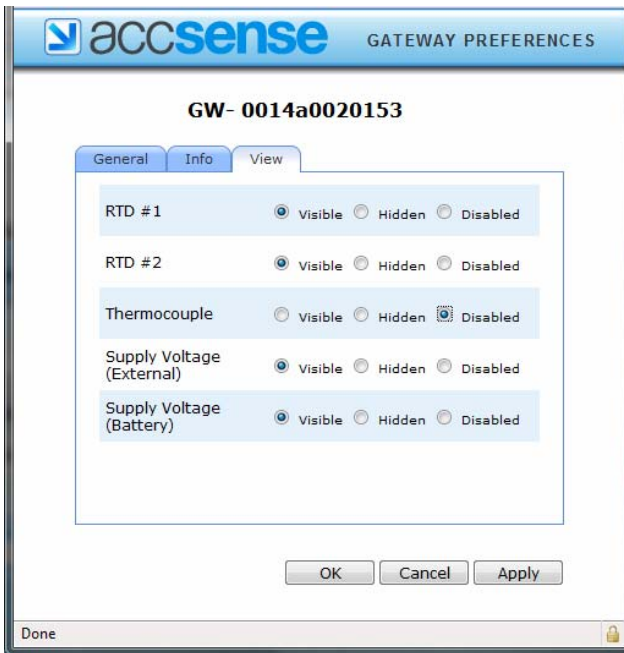 accsense GATEWAY PREFERENCES
GW- 0014a0020153
General Info View
RTD #1 Visible Hidden Disabled
RTD #2 Visible Hidden Disabled
Thermocouple Visible Hidden Disabled
Supply Voltage
(External) Visible Hidden Disabled
Supply Voltage
(Battery) Visible Hidden Disabled
OK Cancel Apply
Done